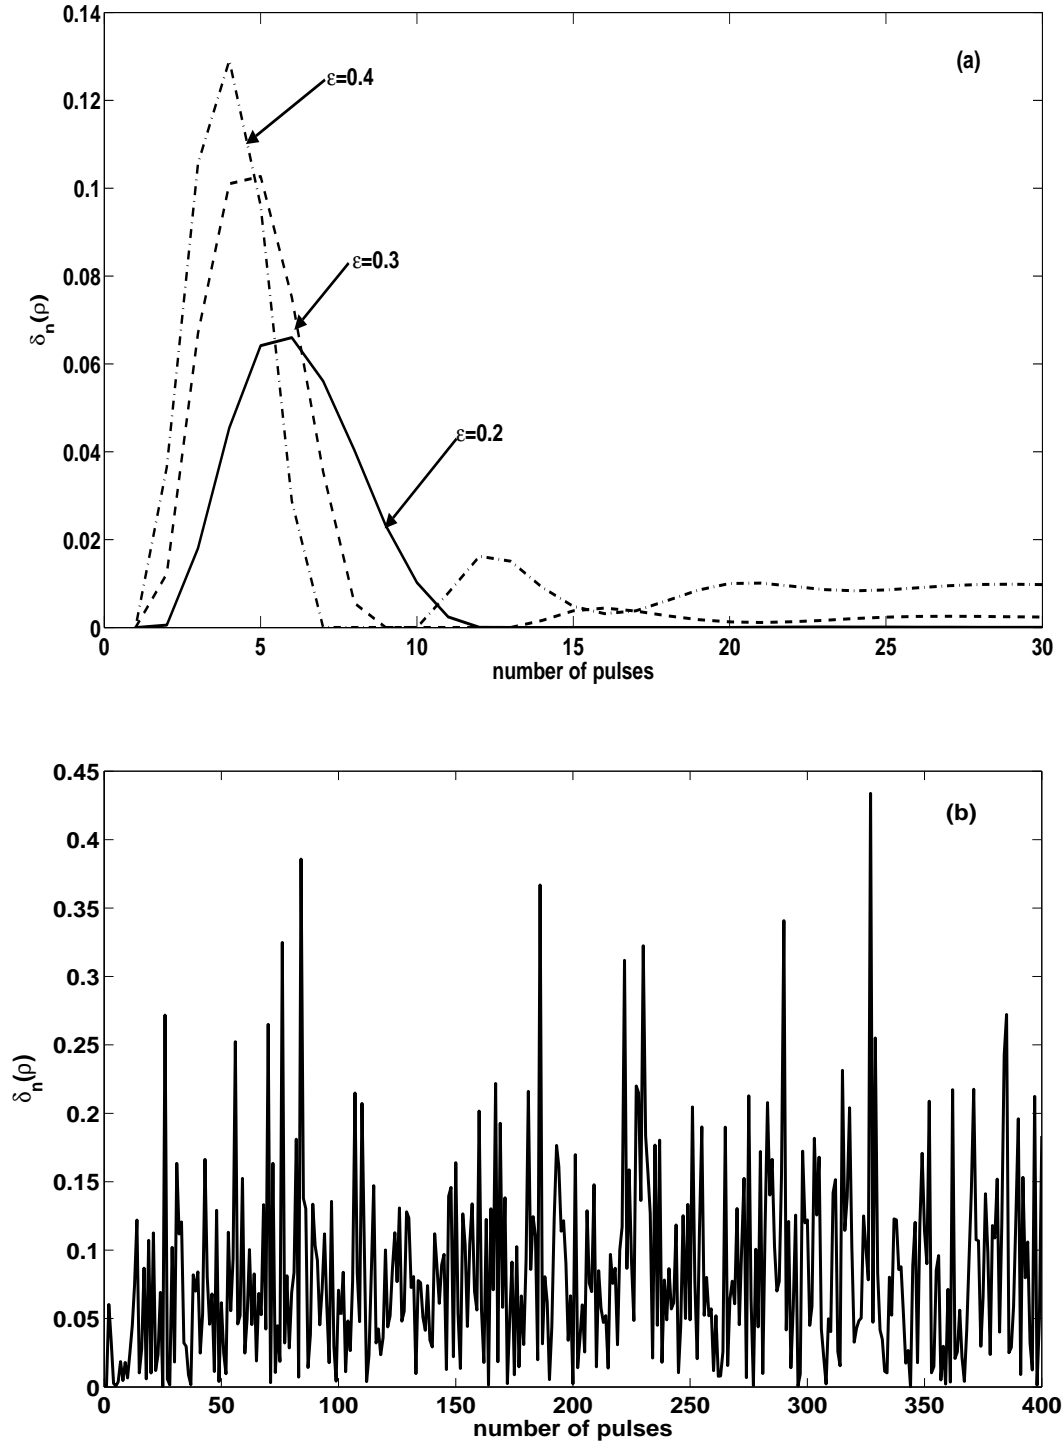 0.14
(a)
ε=0.4
0.12
0.1
0.08
ε=0.3
δn(ρ)
0.06
0.04
ε=0.2
0.02
0
0 5 10 15 20 25 30
number of pulses
0.45
(b)
0.4
0.35
0.3
0.25
δn(ρ)
0.2
0.15
0.1
0.05
0
0 50 100 150 200 250 300 350 400
number of pulses